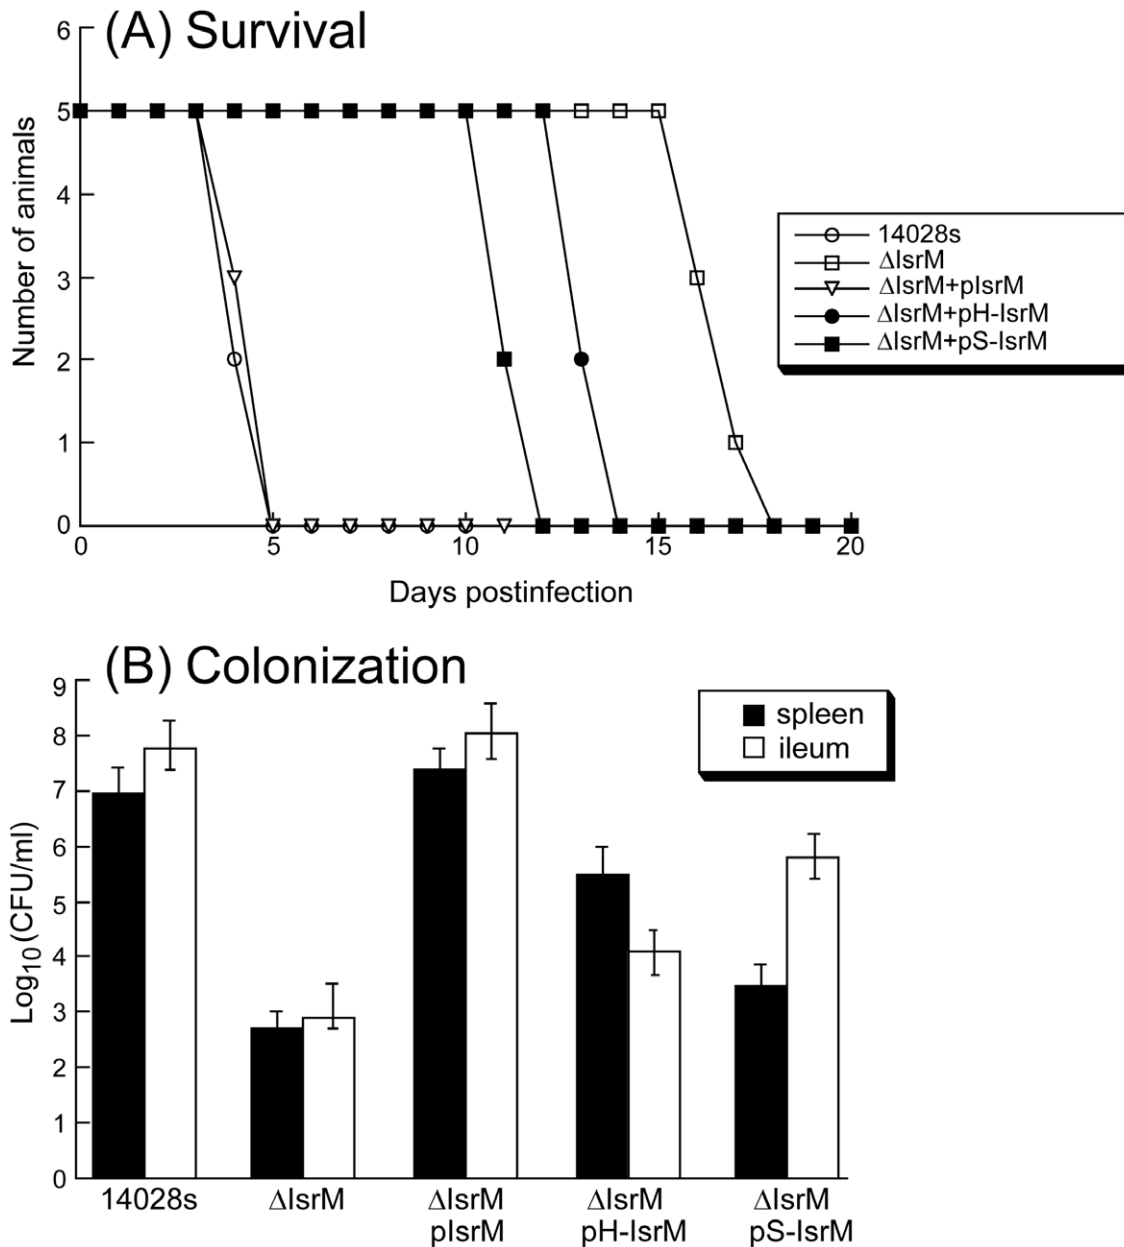 (A) Survival
6
5
4
3
2
1
0
Number of animals
0 5 10 15 20
Days postinfection
14028s
ΔIsrM
ΔIsrM+pIsrM
ΔIsrM+pH-IsrM
ΔIsrM+pS-IsrM
(B) Colonization
9
8
7
6
5
4
3
2
1
0
Log10(CFU/ml)
spleen
ileum
14028s ΔIsrM ΔIsrM ΔIsrM ΔIsrM
pIsrM pH-IsrM pS-IsrM